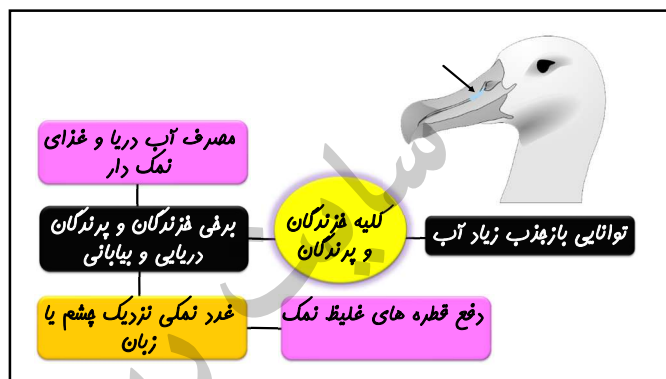 توانایی بازجذب زیاد آب
کلیه خزندگان
و پرندگان
مصرف آب دریا و غذای
نمک دار
برخی خزندگان و پرندگان
دریایی و بیابانی
غدد نمکی نزدیک چشم یا
زبان
دفع قطره های غلیظ نمک